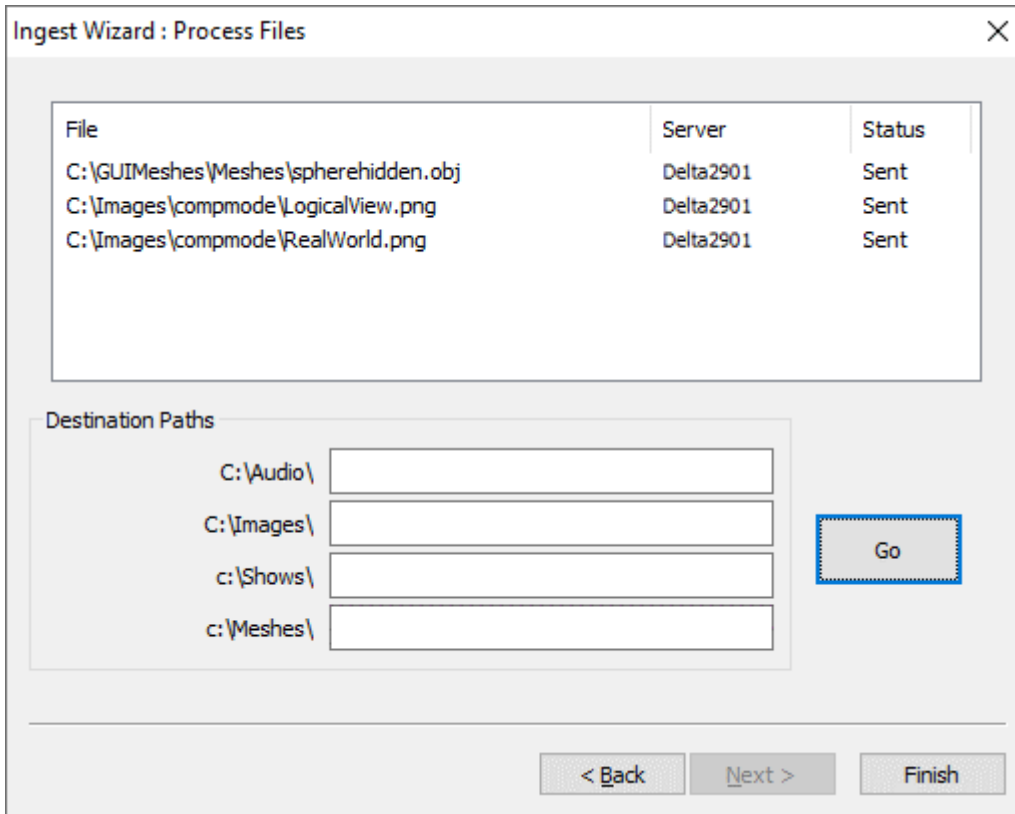 Ingest Wizard : Process Files
File Server Status
C:\GUIMeshes\Meshes\spherehidden.obj Delta2901 Sent
C:\Images\compmode\LogicalView.png Delta2901 Sent
C:\Images\compmode\RealWorld.png Delta2901 Sent
Destination Paths
C:\Audio\
C:\Images\
c:\Shows\
c:\Meshes\
Go
< Back Next > Finish